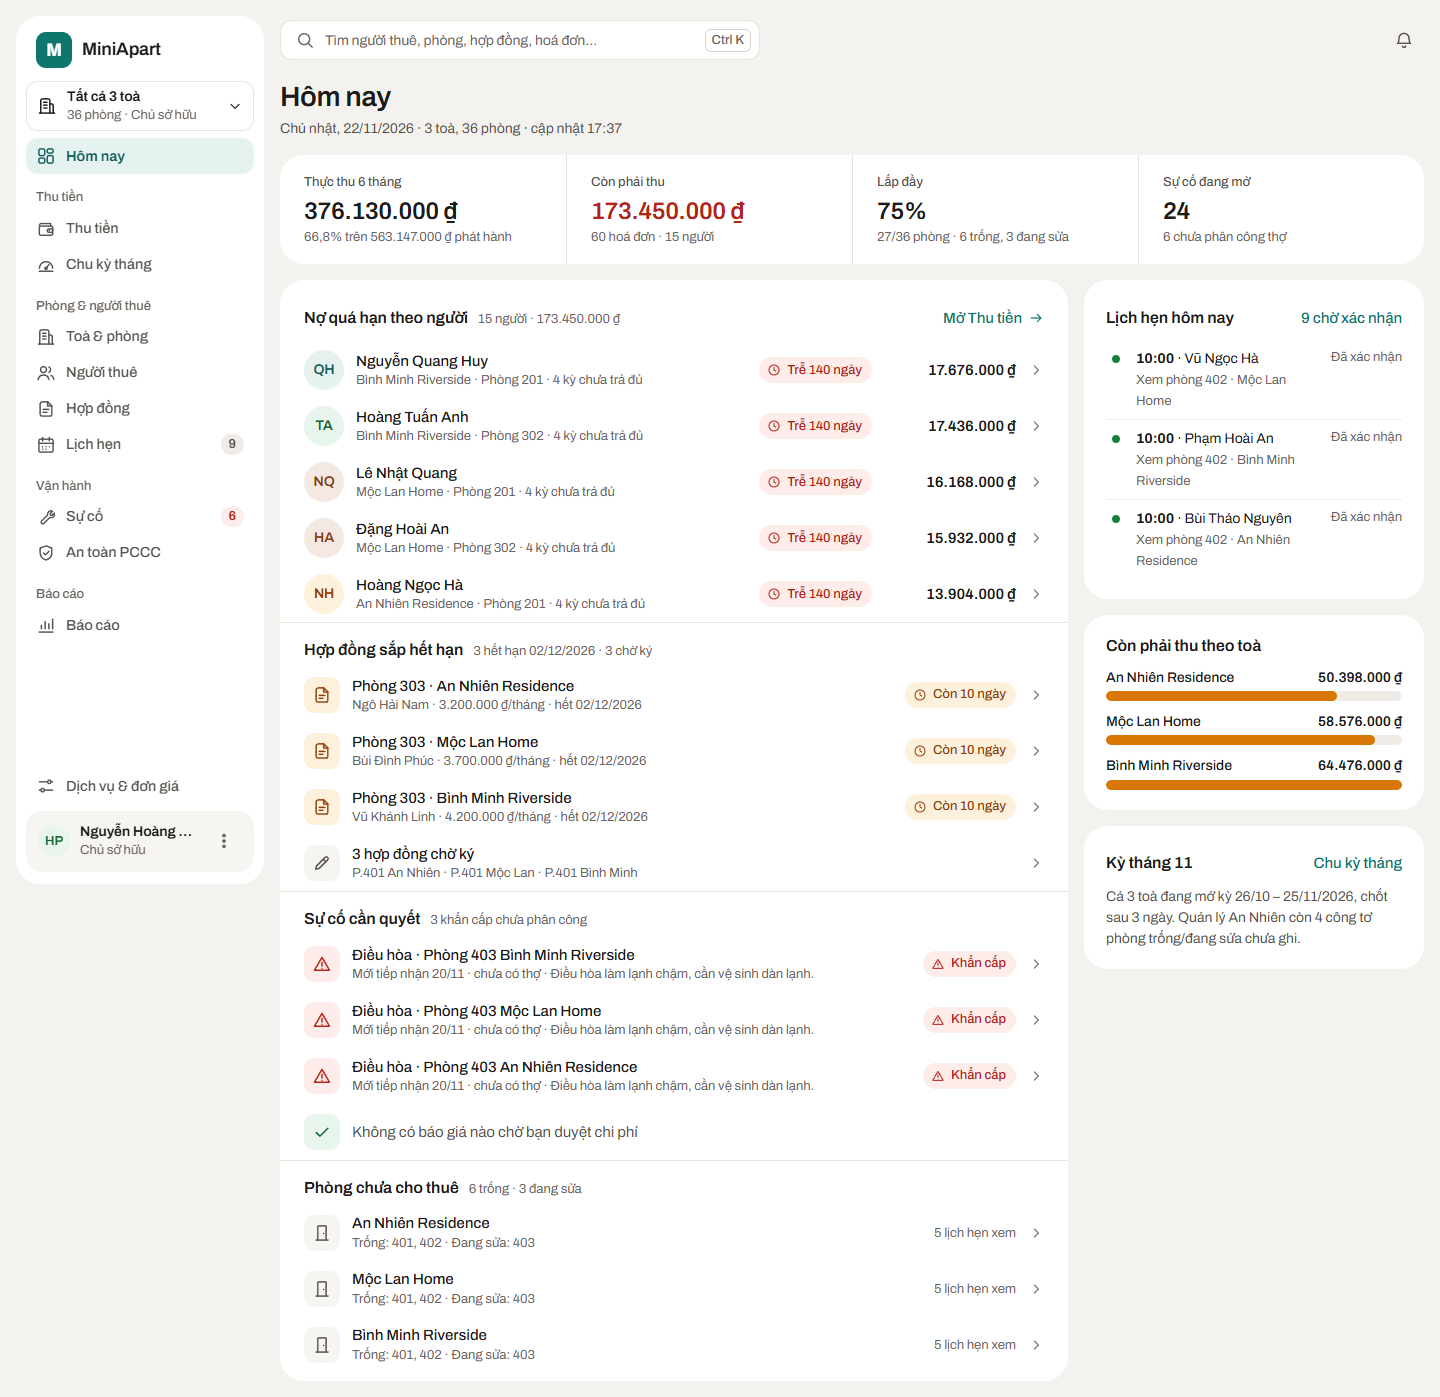 M MiniApart
Tất cả 3 toà
36 phòng · Chủ sở hữu
Hôm nay
Thu tiền
Thu tiền
Chu kỳ tháng
Phòng & người thuê
Toà & phòng
Người thuê
Hợp đồng
Lịch hẹn 9
Vận hành
Sự cố 6
An toàn PCCC
Báo cáo
Báo cáo
Dịch vụ & đơn giá
HP
Nguyễn Hoàng ...
Chủ sở hữu
Tìm người thuê, phòng, hợp đồng, hoá đơn... Ctrl K
Hôm nay
Chủ nhật, 22/11/2026 · 3 toà, 36 phòng · cập nhật 17:37
Thực thu 6 tháng
376.130.000 ₫
66,8% trên 563.147.000 ₫ phát hành
Còn phải thu
173.450.000 ₫
60 hoá đơn · 15 người
Lấp đầy
75%
27/36 phòng · 6 trống, 3 đang sửa
Sự cố đang mở
24
6 chưa phân công thợ
Nợ quá hạn theo người 15 người · 173.450.000 ₫ Mở Thu tiền
QH Nguyễn Quang Huy Trễ 140 ngày 17.676.000 ₫
Bình Minh Riverside · Phòng 201 · 4 kỳ chưa trả đủ
TA Hoàng Tuấn Anh Trễ 140 ngày 17.436.000 ₫
Bình Minh Riverside · Phòng 302 · 4 kỳ chưa trả đủ
NQ Lê Nhật Quang Trễ 140 ngày 16.168.000 ₫
Mộc Lan Home · Phòng 201 · 4 kỳ chưa trả đủ
HA Đặng Hoài An Trễ 140 ngày 15.932.000 ₫
Mộc Lan Home · Phòng 302 · 4 kỳ chưa trả đủ
NH Hoàng Ngọc Hà Trễ 140 ngày 13.904.000 ₫
An Nhiên Residence · Phòng 201 · 4 kỳ chưa trả đủ
Hợp đồng sắp hết hạn 3 hết hạn 02/12/2026 · 3 chờ ký
Phòng 303 · An Nhiên Residence Còn 10 ngày
Ngô Hải Nam · 3.200.000 ₫/tháng · hết 02/12/2026
Phòng 303 · Mộc Lan Home Còn 10 ngày
Bùi Đình Phúc · 3.700.000 ₫/tháng · hết 02/12/2026
Phòng 303 · Bình Minh Riverside Còn 10 ngày
Vũ Khánh Linh · 4.200.000 ₫/tháng · hết 02/12/2026
3 hợp đồng chờ ký
P.401 An Nhiên · P.401 Mộc Lan · P.401 Bình Minh
Sự cố cần quyết 3 khẩn cấp chưa phân công
Điều hòa · Phòng 403 Bình Minh Riverside Khẩn cấp
Mới tiếp nhận 20/11 · chưa có thợ · Điều hòa làm lạnh chậm, cần vệ sinh dàn lạnh.
Điều hòa · Phòng 403 Mộc Lan Home Khẩn cấp
Mới tiếp nhận 20/11 · chưa có thợ · Điều hòa làm lạnh chậm, cần vệ sinh dàn lạnh.
Điều hòa · Phòng 403 An Nhiên Residence Khẩn cấp
Mới tiếp nhận 20/11 · chưa có thợ · Điều hòa làm lạnh chậm, cần vệ sinh dàn lạnh.
Không có báo giá nào chờ bạn duyệt chi phí
Phòng chưa cho thuê 6 trống · 3 đang sửa
An Nhiên Residence 5 lịch hẹn xem
Trống: 401, 402 · Đang sửa: 403
Mộc Lan Home 5 lịch hẹn xem
Trống: 401, 402 · Đang sửa: 403
Bình Minh Riverside 5 lịch hẹn xem
Trống: 401, 402 · Đang sửa: 403
Lịch hẹn hôm nay 9 chờ xác nhận
10:00 · Vũ Ngọc Hà Đã xác nhận
Xem phòng 402 · Mộc Lan
Home
10:00 · Phạm Hoài An Đã xác nhận
Xem phòng 402 · Bình Minh
Riverside
10:00 · Bùi Thảo Nguyên Đã xác nhận
Xem phòng 402 · An Nhiên
Residence
Còn phải thu theo toà
An Nhiên Residence 50.398.000 ₫
Mộc Lan Home 58.576.000 ₫
Bình Minh Riverside 64.476.000 ₫
Kỳ tháng 11 Chu kỳ tháng
Cả 3 toà đang mở kỳ 26/10 – 25/11/2026, chốt
sau 3 ngày. Quản lý An Nhiên còn 4 công tơ
phòng trống/đang sửa chưa ghi.